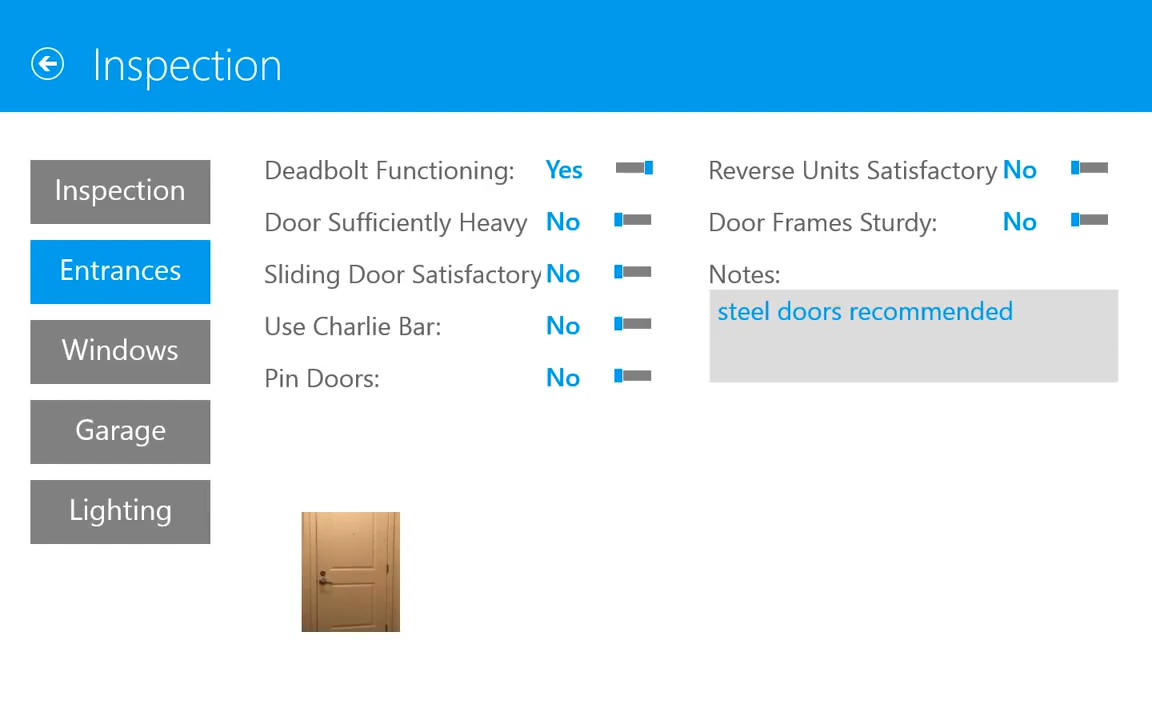 Inspection
Inspection
Entrances
Windows
Garage
Lighting
Deadbolt Functioning: Yes
Door Sufficiently Heavy No
Sliding Door Satisfactory No
Use Charlie Bar: No
Pin Doors: No
Reverse Units Satisfactory No
Door Frames Sturdy: No
Notes:
steel doors recommended